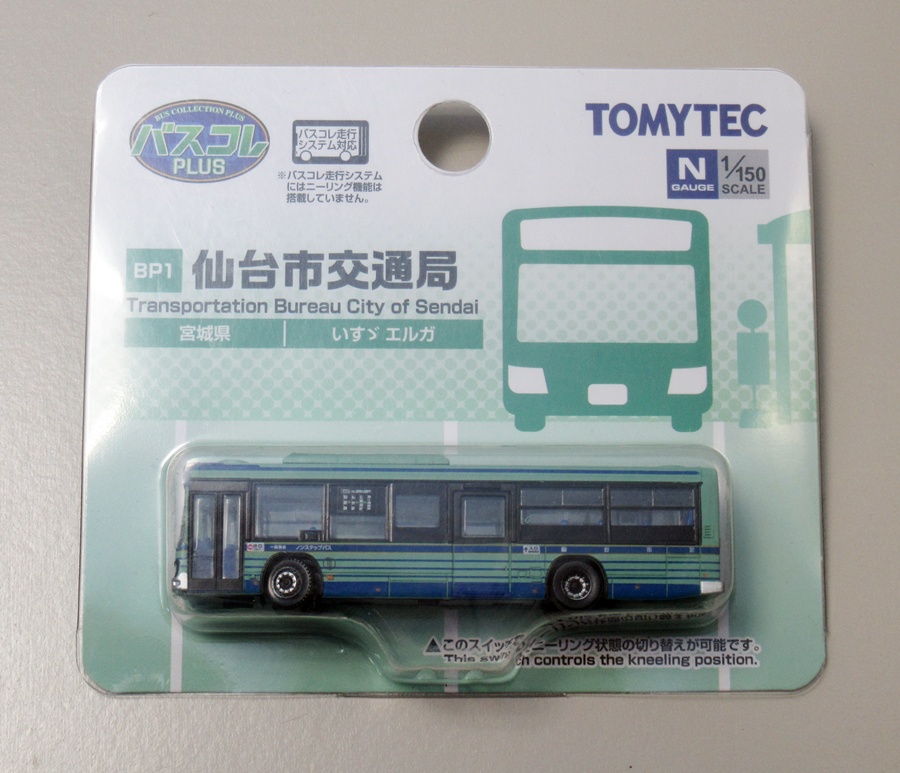 BUS COLLECTION PLUS
バスコレ
PLUS
バスコレ走行
システム対応
※バスコレ走行システム
にはニーリング機能は
搭載していません。
TOMYTEC
N
GAUGE
1/150
SCALE
BP1
仙台市交通局
Transportation Bureau City of Sendai
宮城県
いすゞ エルガ
ノンステップバス
▲このスイッチ ニーリング状態の切り替えが可能です。
This switch controls the kneeling position.